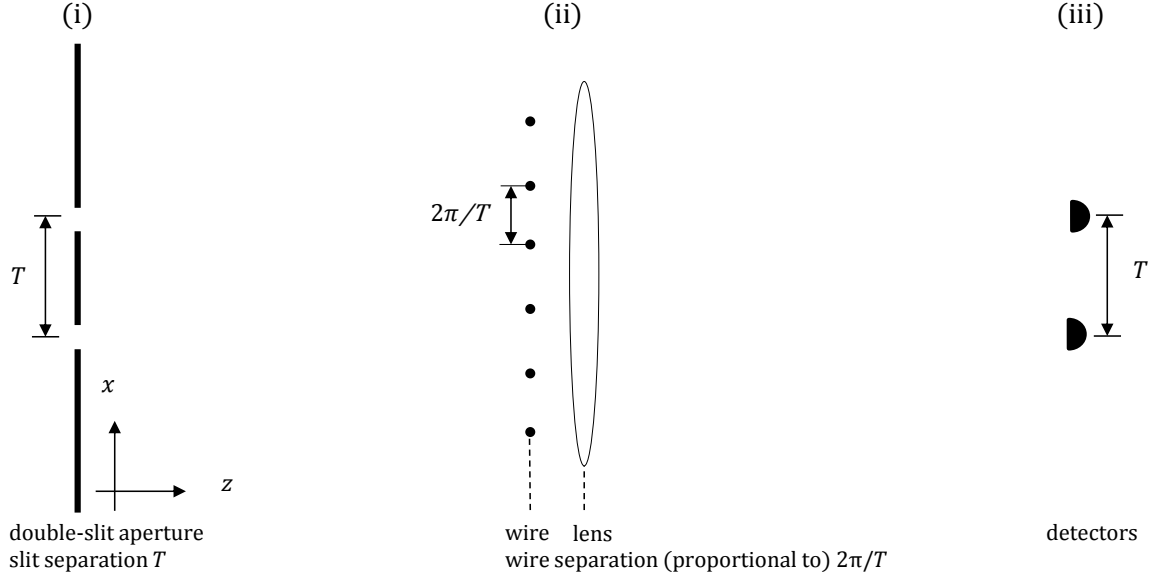 (i)
(ii)
(iii)
2π/T
T
T
x
z
double-slit aperture
slit separation T
wire
lens
wire separation (proportional to) 2π/T
detectors